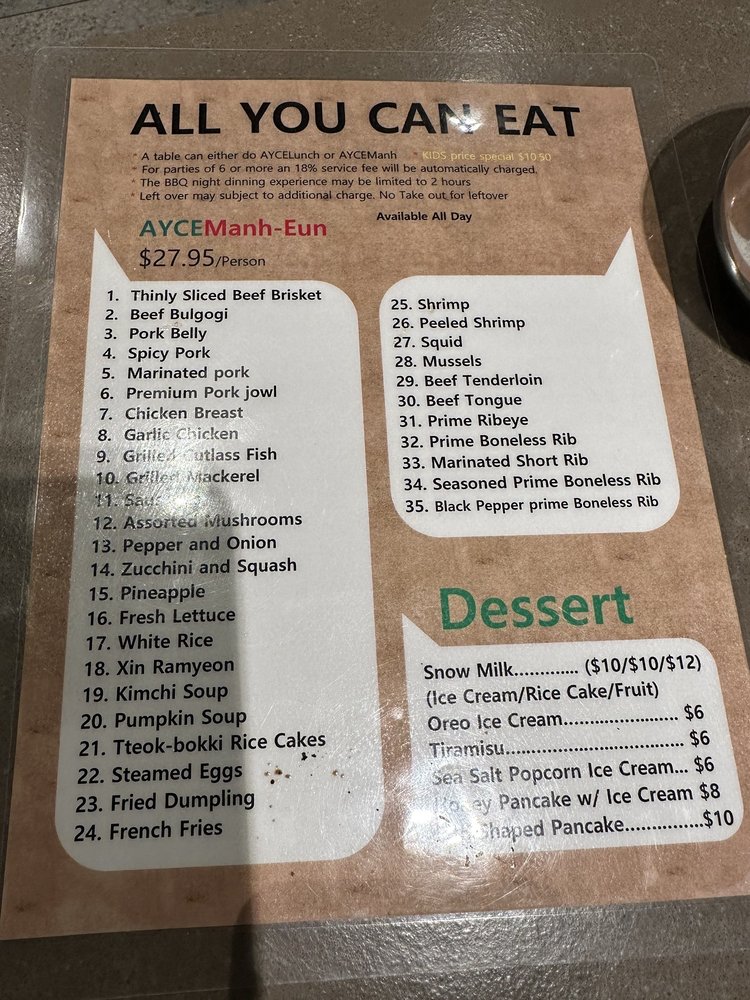 ALL YOU CAN EAT
* A table can either do AYCELunch or AYCEManh * KIDS price special $10.50
* For parties of 6 or more an 18% service fee will be automatically charged.
* The BBQ night dinning experience may be limited to 2 hours
* Left over may subject to additional charge. No Take out for leftover
Available All Day
AYCEManh-Eun
$27.95/Person
1. Thinly Sliced Beef Brisket
2. Beef Bulgogi
3. Pork Belly
4. Spicy Pork
5. Marinated pork
6. Premium Pork jowl
7. Chicken Breast
8. Garlic Chicken
9. Grilled Cutlass Fish
10. Grilled Mackerel
11.
12. Assorted Mushrooms
13. Pepper and Onion
14. Zucchini and Squash
15. Pineapple
16. Fresh Lettuce
17. White Rice
18. Xin Ramyeon
19. Kimchi Soup
20. Pumpkin Soup
21. Tteok-bokki Rice Cakes
22. Steamed Eggs
23. Fried Dumpling
24. French Fries
25. Shrimp
26. Peeled Shrimp
27. Squid
28. Mussels
29. Beef Tenderloin
30. Beef Tongue
31. Prime Ribeye
32. Prime Boneless Rib
33. Marinated Short Rib
34. Seasoned Prime Boneless Rib
35. Black Pepper prime Boneless Rib
Dessert
Snow Milk............. ($10/$10/$12)
(Ice Cream/Rice Cake/Fruit)
Oreo Ice Cream....................... $6
Tiramisu................................... $6
Sea Salt Popcorn Ice Cream... $6
Pancake w/ Ice Cream $8
Shaped Pancake...............$10